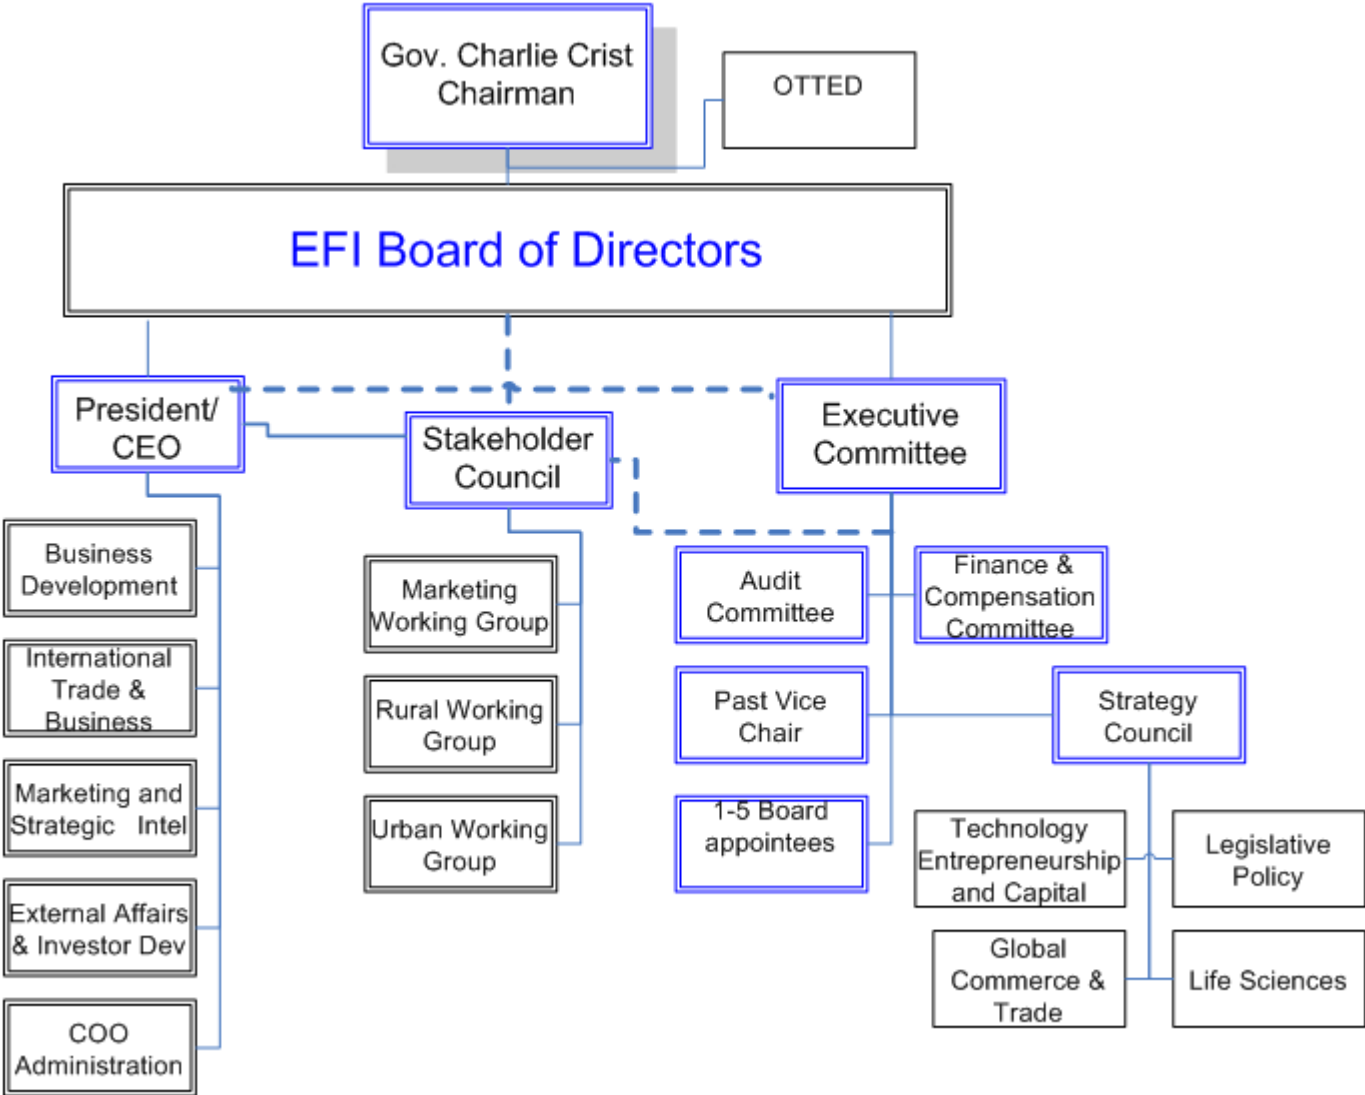 Gov. Charlie Crist
Chairman
OTTED
EFI Board of Directors
President/
CEO
Stakeholder
Council
Executive
Committee
Business
Development
International
Trade &
Business
Marketing and
Strategic Intel
External Affairs
& Investor Dev
COO
Administration
Marketing
Working Group
Rural Working
Group
Urban Working
Group
Audit
Committee
Finance &
Compensation
Committee
Past Vice
Chair
Strategy
Council
1-5 Board
appointees
Technology
Entrepreneurship
and Capital
Legislative
Policy
Global
Commerce &
Trade
Life Sciences